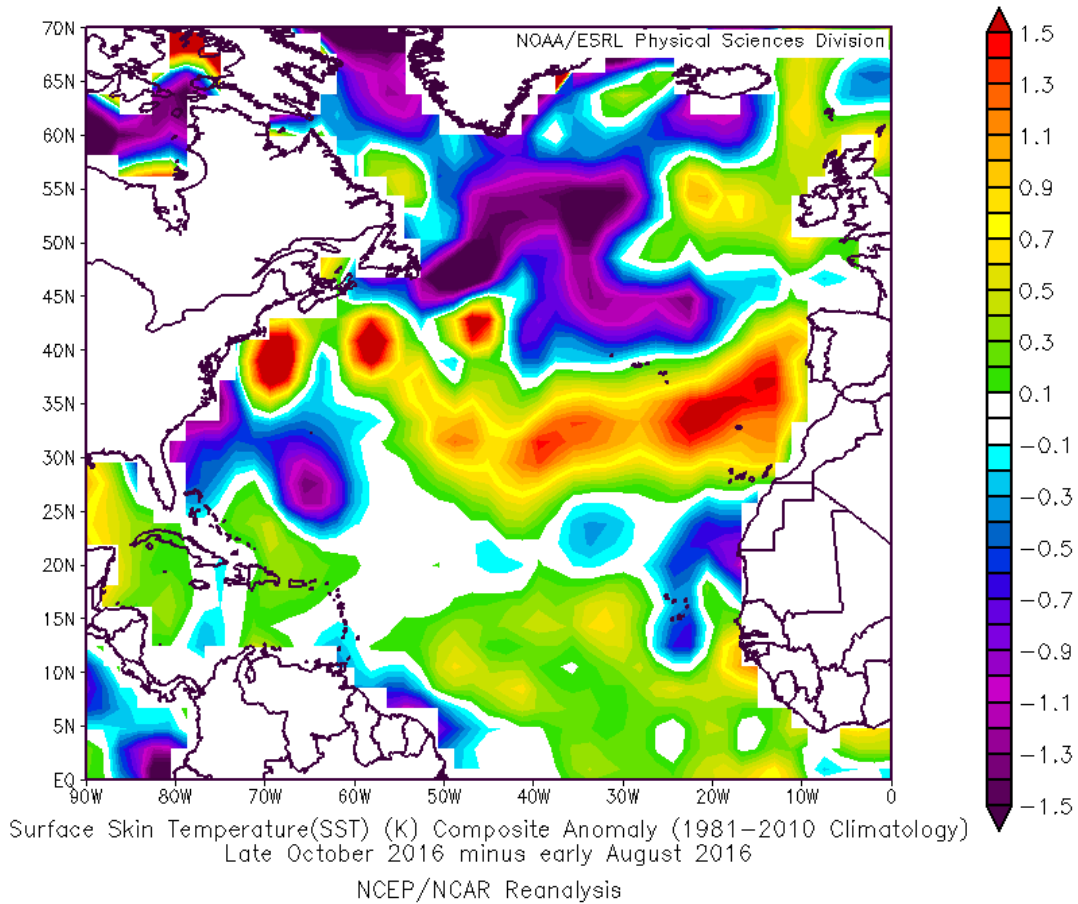 NOAA/ESRL Physical Sciences Division
70N
65N
60N
55N
50N
45N
40N
35N
30N
25N
20N
15N
10N
5N
EQ
90W 80W 70W 60W 50W 40W 30W 20W 10W 0
1.5
1.3
1.1
0.9
0.7
0.5
0.3
0.1
-0.1
-0.3
-0.5
-0.7
-0.9
-1.1
-1.3
-1.5
Surface Skin Temperature(SST) (K) Composite Anomaly (1981-2010 Climatology)
Late October 2016 minus early August 2016
NCEP/NCAR Reanalysis